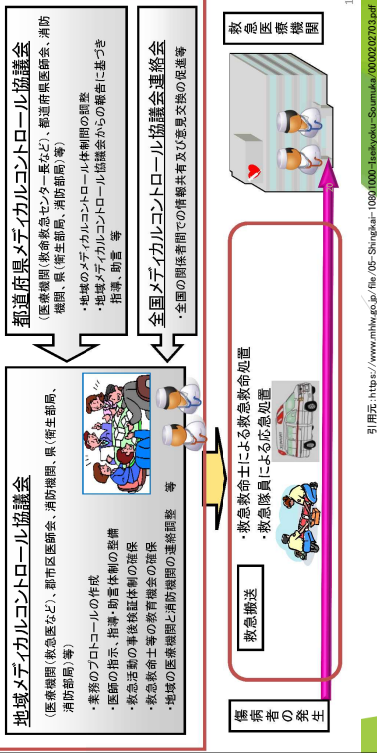 都道府県メディカルコントロール協議会
(医療機関(救命救急センター長など)、都道府県医師会、消防
機関、県(衛生部局、消防部局)等)
・地域のメディカルコントロール体制間の調整
・地域メディカルコントロール協議会からの報告に基づき
指導、助言 等
全国メディカルコントロール協議会連絡会
・全国の関係者間での情報共有及び意見交換の促進等
地域メディカルコントロール協議会
(医療機関(救急医など)、郡市区医師会、消防機関、県(衛生部局、
消防部局)等)
・業務のプロトコールの作成
・医師の指示、指導・助言体制の整備
・救急活動の事後検証体制の確保
・救急救命士等の教育機会の確保
・地域の医療機関と消防機関の連絡調整 等
傷病者の発生
救急搬送
・救急救命士による救急救命処置
・救急隊員による応急処置
救急医療機関
20
1
引用元:https://www.mhlw.go.jp/file/05-Shingikai-10801000-Iseikyoku-Soumuka/0000202703.pdf